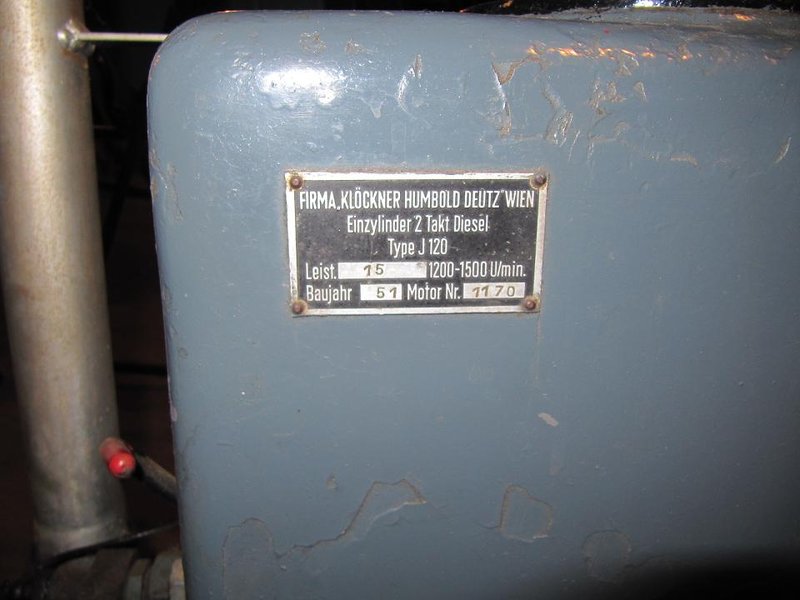 FIRMA „KLÖCKNER HUMBOLD DEUTZ" WIEN
Einzylinder 2 Takt Diesel
Type J 120
Leist. 15 1200-1500 U/min.
Baujahr 51 Motor Nr. 1170